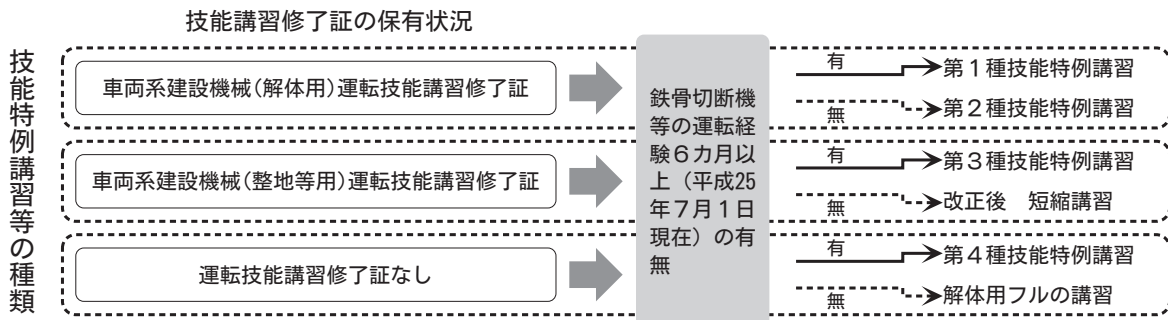 技能講習修了証の保有状況
技能特例講習等の種類
車両系建設機械(解体用)運転技能講習修了証
車両系建設機械(整地等用)運転技能講習修了証
運転技能講習修了証なし
鉄骨切断機
等の運転経
験6カ月以
上（平成25
年7月1日
現在）の有
無
有
第1種技能特例講習
無
第2種技能特例講習
有
第3種技能特例講習
無
改正後　短縮講習
有
第4種技能特例講習
無
解体用フルの講習